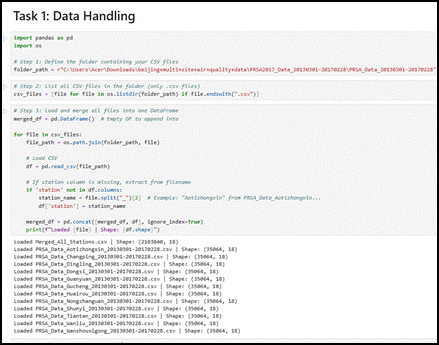 Task 1: Data Handling
import pandas as pd
import os
# Step 1: Define the folder containing your CSV files
folder_path = r"C:\Users\Acer\Downloads\beijing+multi+site+air+quality+data\PRSA2017_Data_20130301-20170228\PRSA_Data_20130301-20170228"
# Step 2: List all CSV files in the folder (only .csv files)
csv_files = [file for file in os.listdir(folder_path) if file.endswith(".csv")]
# Step 3: Load and merge all files into one DataFrame
merged_df = pd.DataFrame()  # Empty DF to append into
for file in csv_files:
    file_path = os.path.join(folder_path, file)
    # Load CSV
    df = pd.read_csv(file_path)
    # If station column is missing, extract from filename
    if 'station' not in df.columns:
        station_name = file.split("_")[2]  # Example: "Aotizhongxin" from PRSA_Data_Aotizhongxin...
        df['station'] = station_name
    merged_df = pd.concat([merged_df, df], ignore_index=True)
    print(f"Loaded {file} | Shape: {df.shape}")
Loaded Merged_All_Stations.csv | Shape: (2103840, 18)
Loaded PRSA_Data_Aotizhongxin_20130301-20170228.csv | Shape: (35064, 18)
Loaded PRSA_Data_Changping_20130301-20170228.csv | Shape: (35064, 18)
Loaded PRSA_Data_Dingling_20130301-20170228.csv | Shape: (35064, 18)
Loaded PRSA_Data_Dongsi_20130301-20170228.csv | Shape: (35064, 18)
Loaded PRSA_Data_Guanyuan_20130301-20170228.csv | Shape: (35064, 18)
Loaded PRSA_Data_Gucheng_20130301-20170228.csv | Shape: (35064, 18)
Loaded PRSA_Data_Huairou_20130301-20170228.csv | Shape: (35064, 18)
Loaded PRSA_Data_Nongzhanguan_20130301-20170228.csv | Shape: (35064, 18)
Loaded PRSA_Data_Shunyi_20130301-20170228.csv | Shape: (35064, 18)
Loaded PRSA_Data_Tiantan_20130301-20170228.csv | Shape: (35064, 18)
Loaded PRSA_Data_Wanliu_20130301-20170228.csv | Shape: (35064, 18)
Loaded PRSA_Data_Wanshouxigong_20130301-20170228.csv | Shape: (35064, 18)